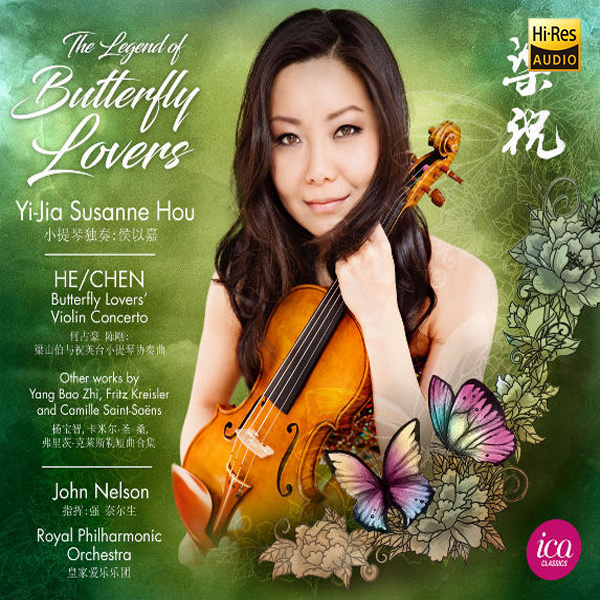 The Legend of
Butterfly
Lovers
Yi-Jia Susanne Hou
小提琴独奏:侯以嘉
HE/CHEN
Butterfly Lovers'
Violin Concerto
何占豪 陈刚:
梁山伯与祝英台小提琴协奏曲
Other works by
Yang Bao Zhi, Fritz Kreisler
and Camille Saint-Saëns
杨宝智,卡米尔·圣-桑,
弗里茨·克莱斯勒短曲合集
John Nelson
指挥:强 奈尔生
Royal Philharmonic
Orchestra
皇家爱乐乐团
Hi-Res
AUDIO
梁祝
ica
CLASSICS